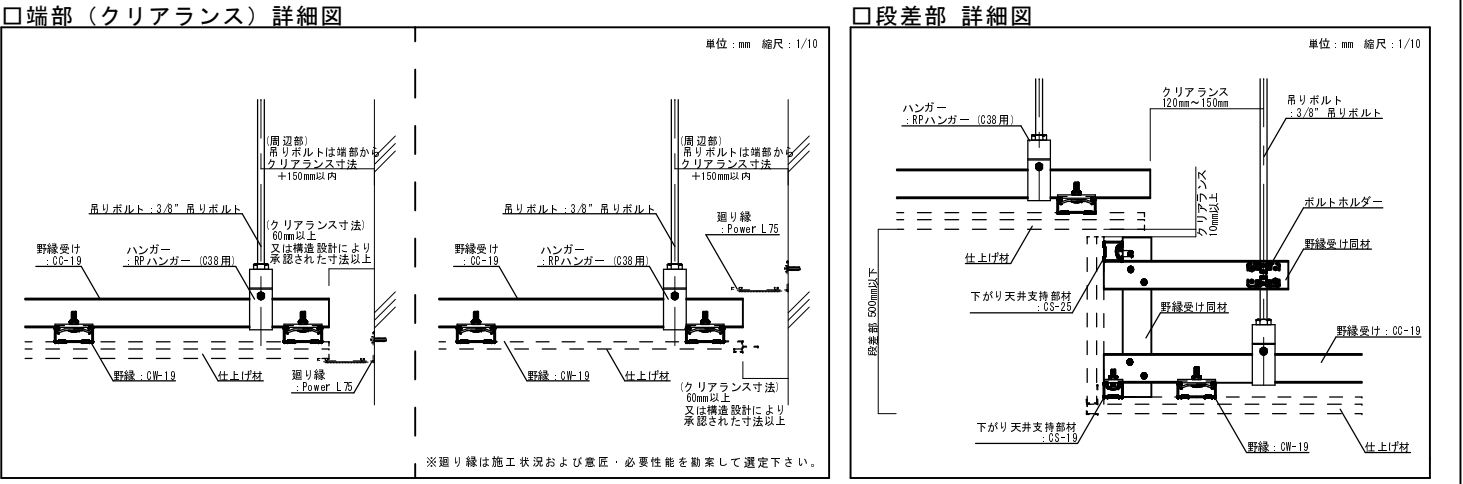 □端部（クリアランス）詳細図
単位：mm 縮尺：1/10
(周辺部)
吊りボルトは端部から
クリアランス寸法
＋150mm以内
吊りボルト：3/8" 吊りボルト
(クリアランス寸法)
60mm以上
又は構造設計により
承認された寸法以上
野縁受け
：CC-19
ハンガー
：RPハンガー (C38用)
野縁：CW-19
仕上げ材
廻り縁
：Power L75
(周辺部)
吊りボルトは端部から
クリアランス寸法
＋150mm以内
吊りボルト：3/8" 吊りボルト
廻り縁
：Power L75
野縁受け
：CC-19
ハンガー
：RPハンガー (C38用)
野縁：CW-19
仕上げ材
(クリアランス寸法)
60mm以上
又は構造設計により
承認された寸法以上
※廻り縁は施工状況および意匠・必要性能を勘案して選定下さい。
□段差部 詳細図
単位：mm 縮尺：1/10
ハンガー
：RPハンガー (C38用)
クリアランス
120mm～150mm
吊りボルト
：3/8" 吊りボルト
クリアランス
10mm以上
ボルトホルダー
野縁受け同材
仕上げ材
段差部 500mm以下
下がり天井支持部材
：CS-25
野縁受け同材
野縁受け：CC-19
下がり天井支持部材
：CS-19
野縁：CW-19
仕上げ材